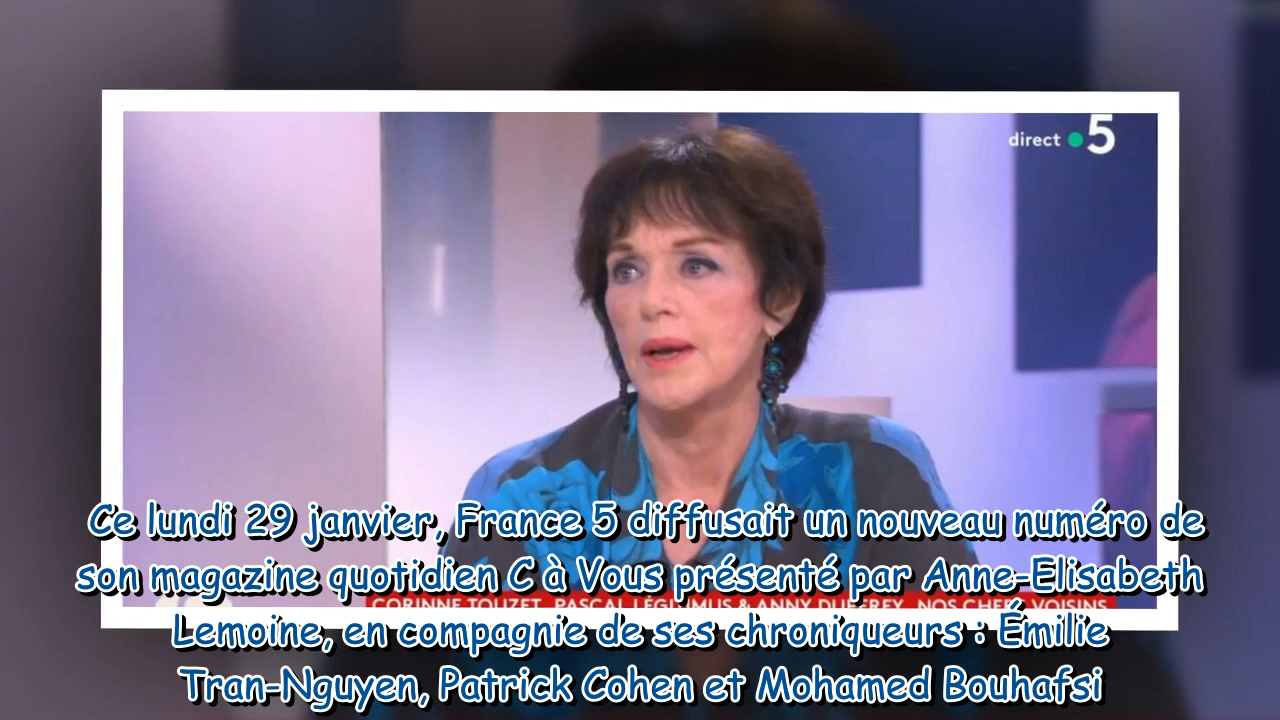 direct 5
Ce lundi 29 janvier, France 5 diffusait un nouveau numéro de
son magazine quotidien C à Vous présenté par Anne-Elisabeth
CORINNE TOUZET, PASCAL LÉGITIMUS & ANNY DUPEREY, NOS CHERS VOISINS
Lemoine, en compagnie de ses chroniqueurs : Émilie
Tran-Nguyen, Patrick Cohen et Mohamed Bouhafsi